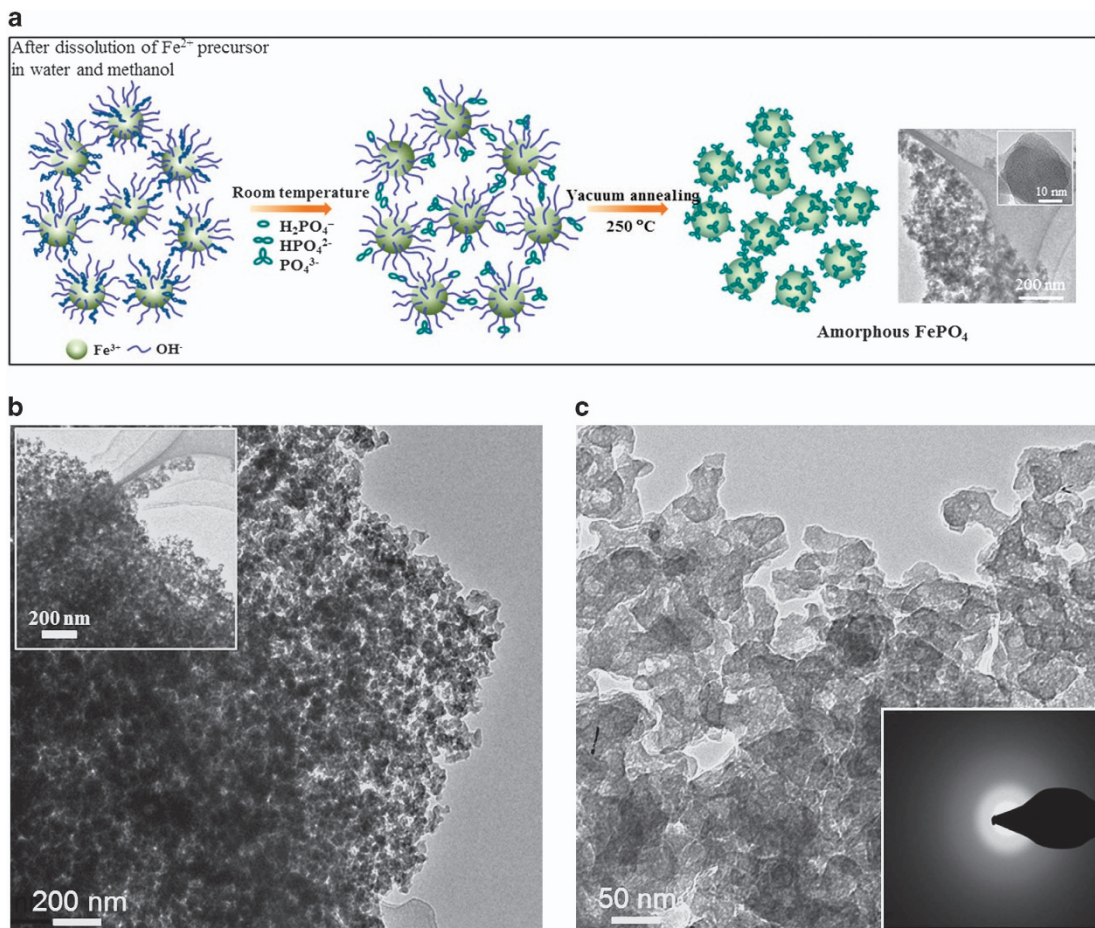 a
After dissolution of Fe²⁺ precursor
in water and methanol
Room temperature
H₂PO₄⁻
HPO₄²⁻
PO₄³⁻
Vacuum annealing
250 °C
10 nm
200 nm
Amorphous FePO₄
Fe³⁺ OH⁻
b
200 nm
200 nm
c
50 nm